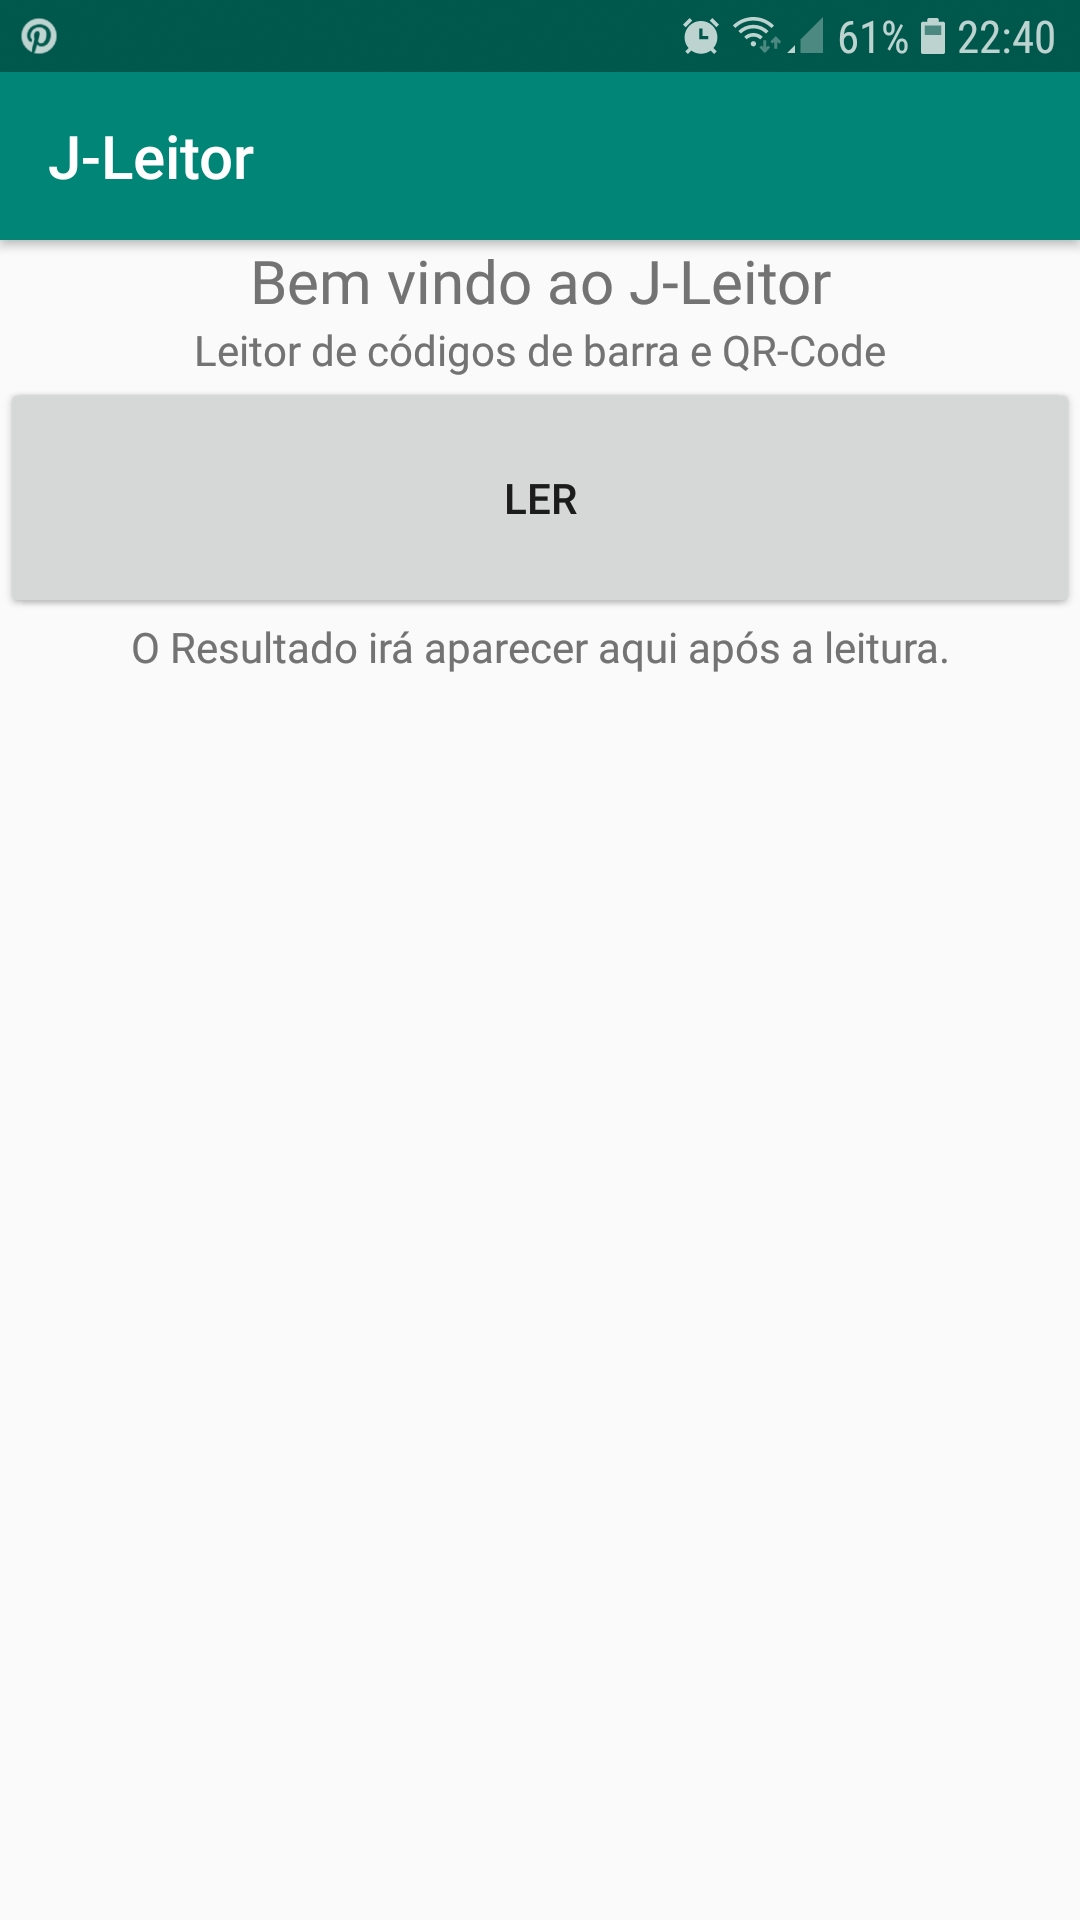 61% 22:40
J-Leitor
Bem vindo ao J-Leitor
Leitor de códigos de barra e QR-Code
LER
O Resultado irá aparecer aqui após a leitura.